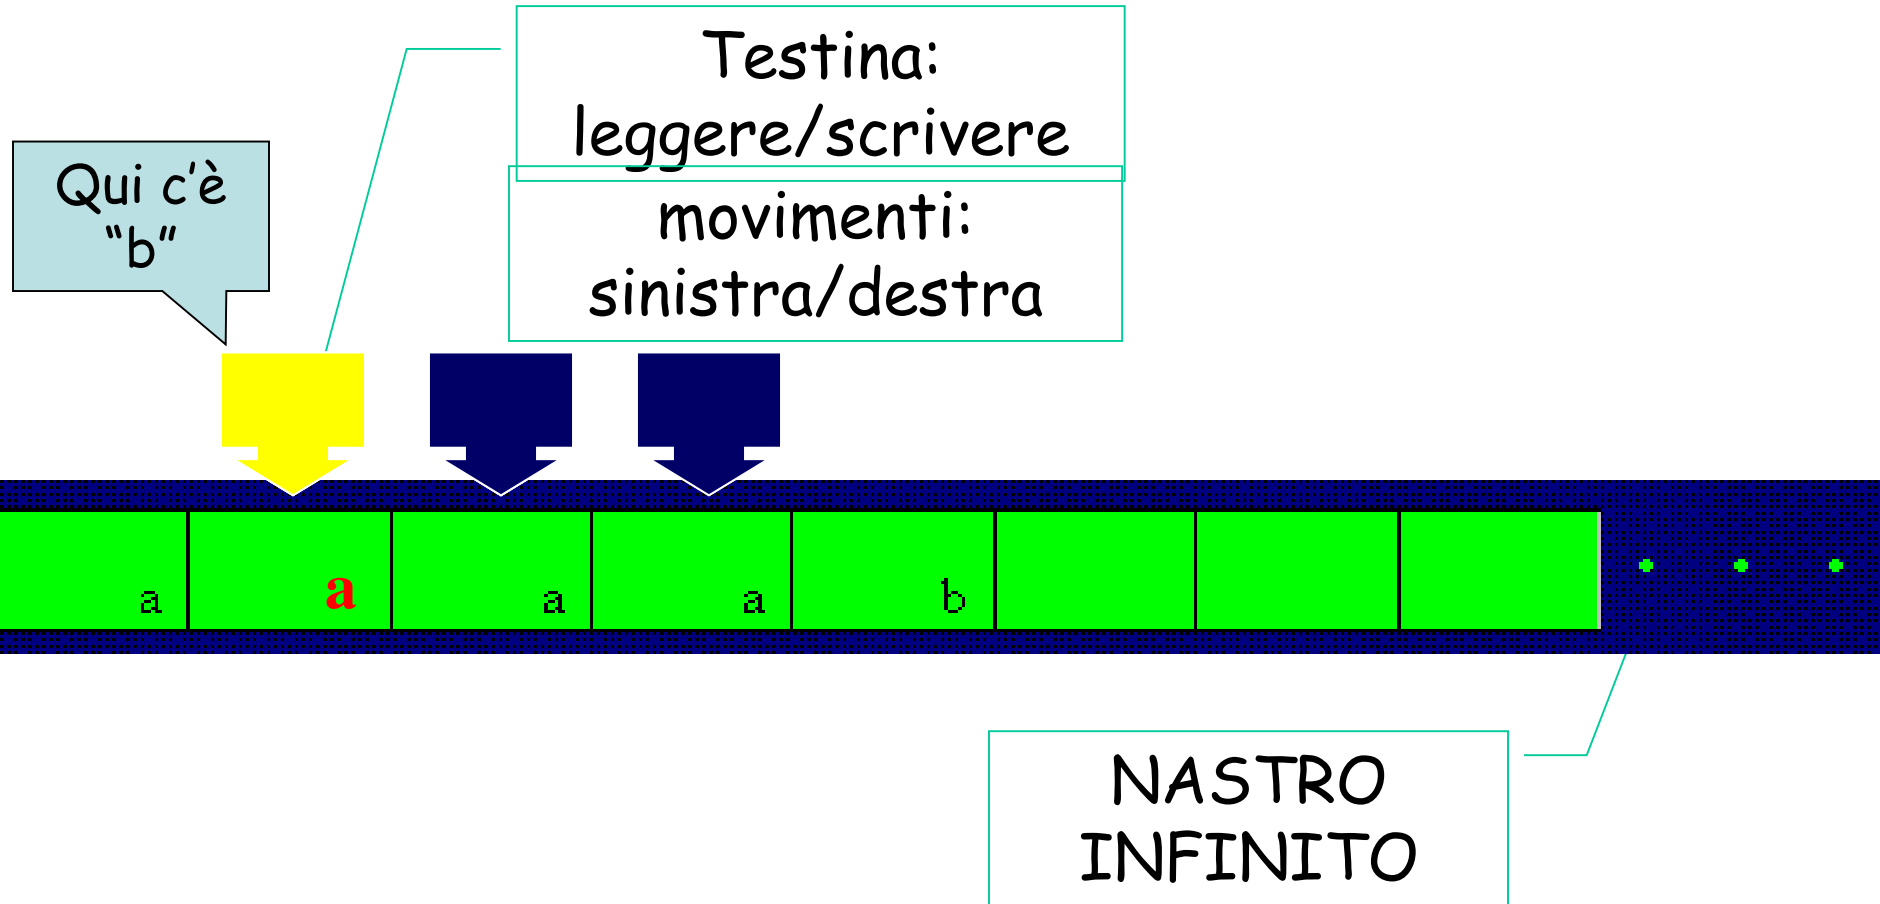 Testina:
leggere/scrivere
Qui c'è
“b”
movimenti:
sinistra/destra
a a a a b
NASTRO
INFINITO